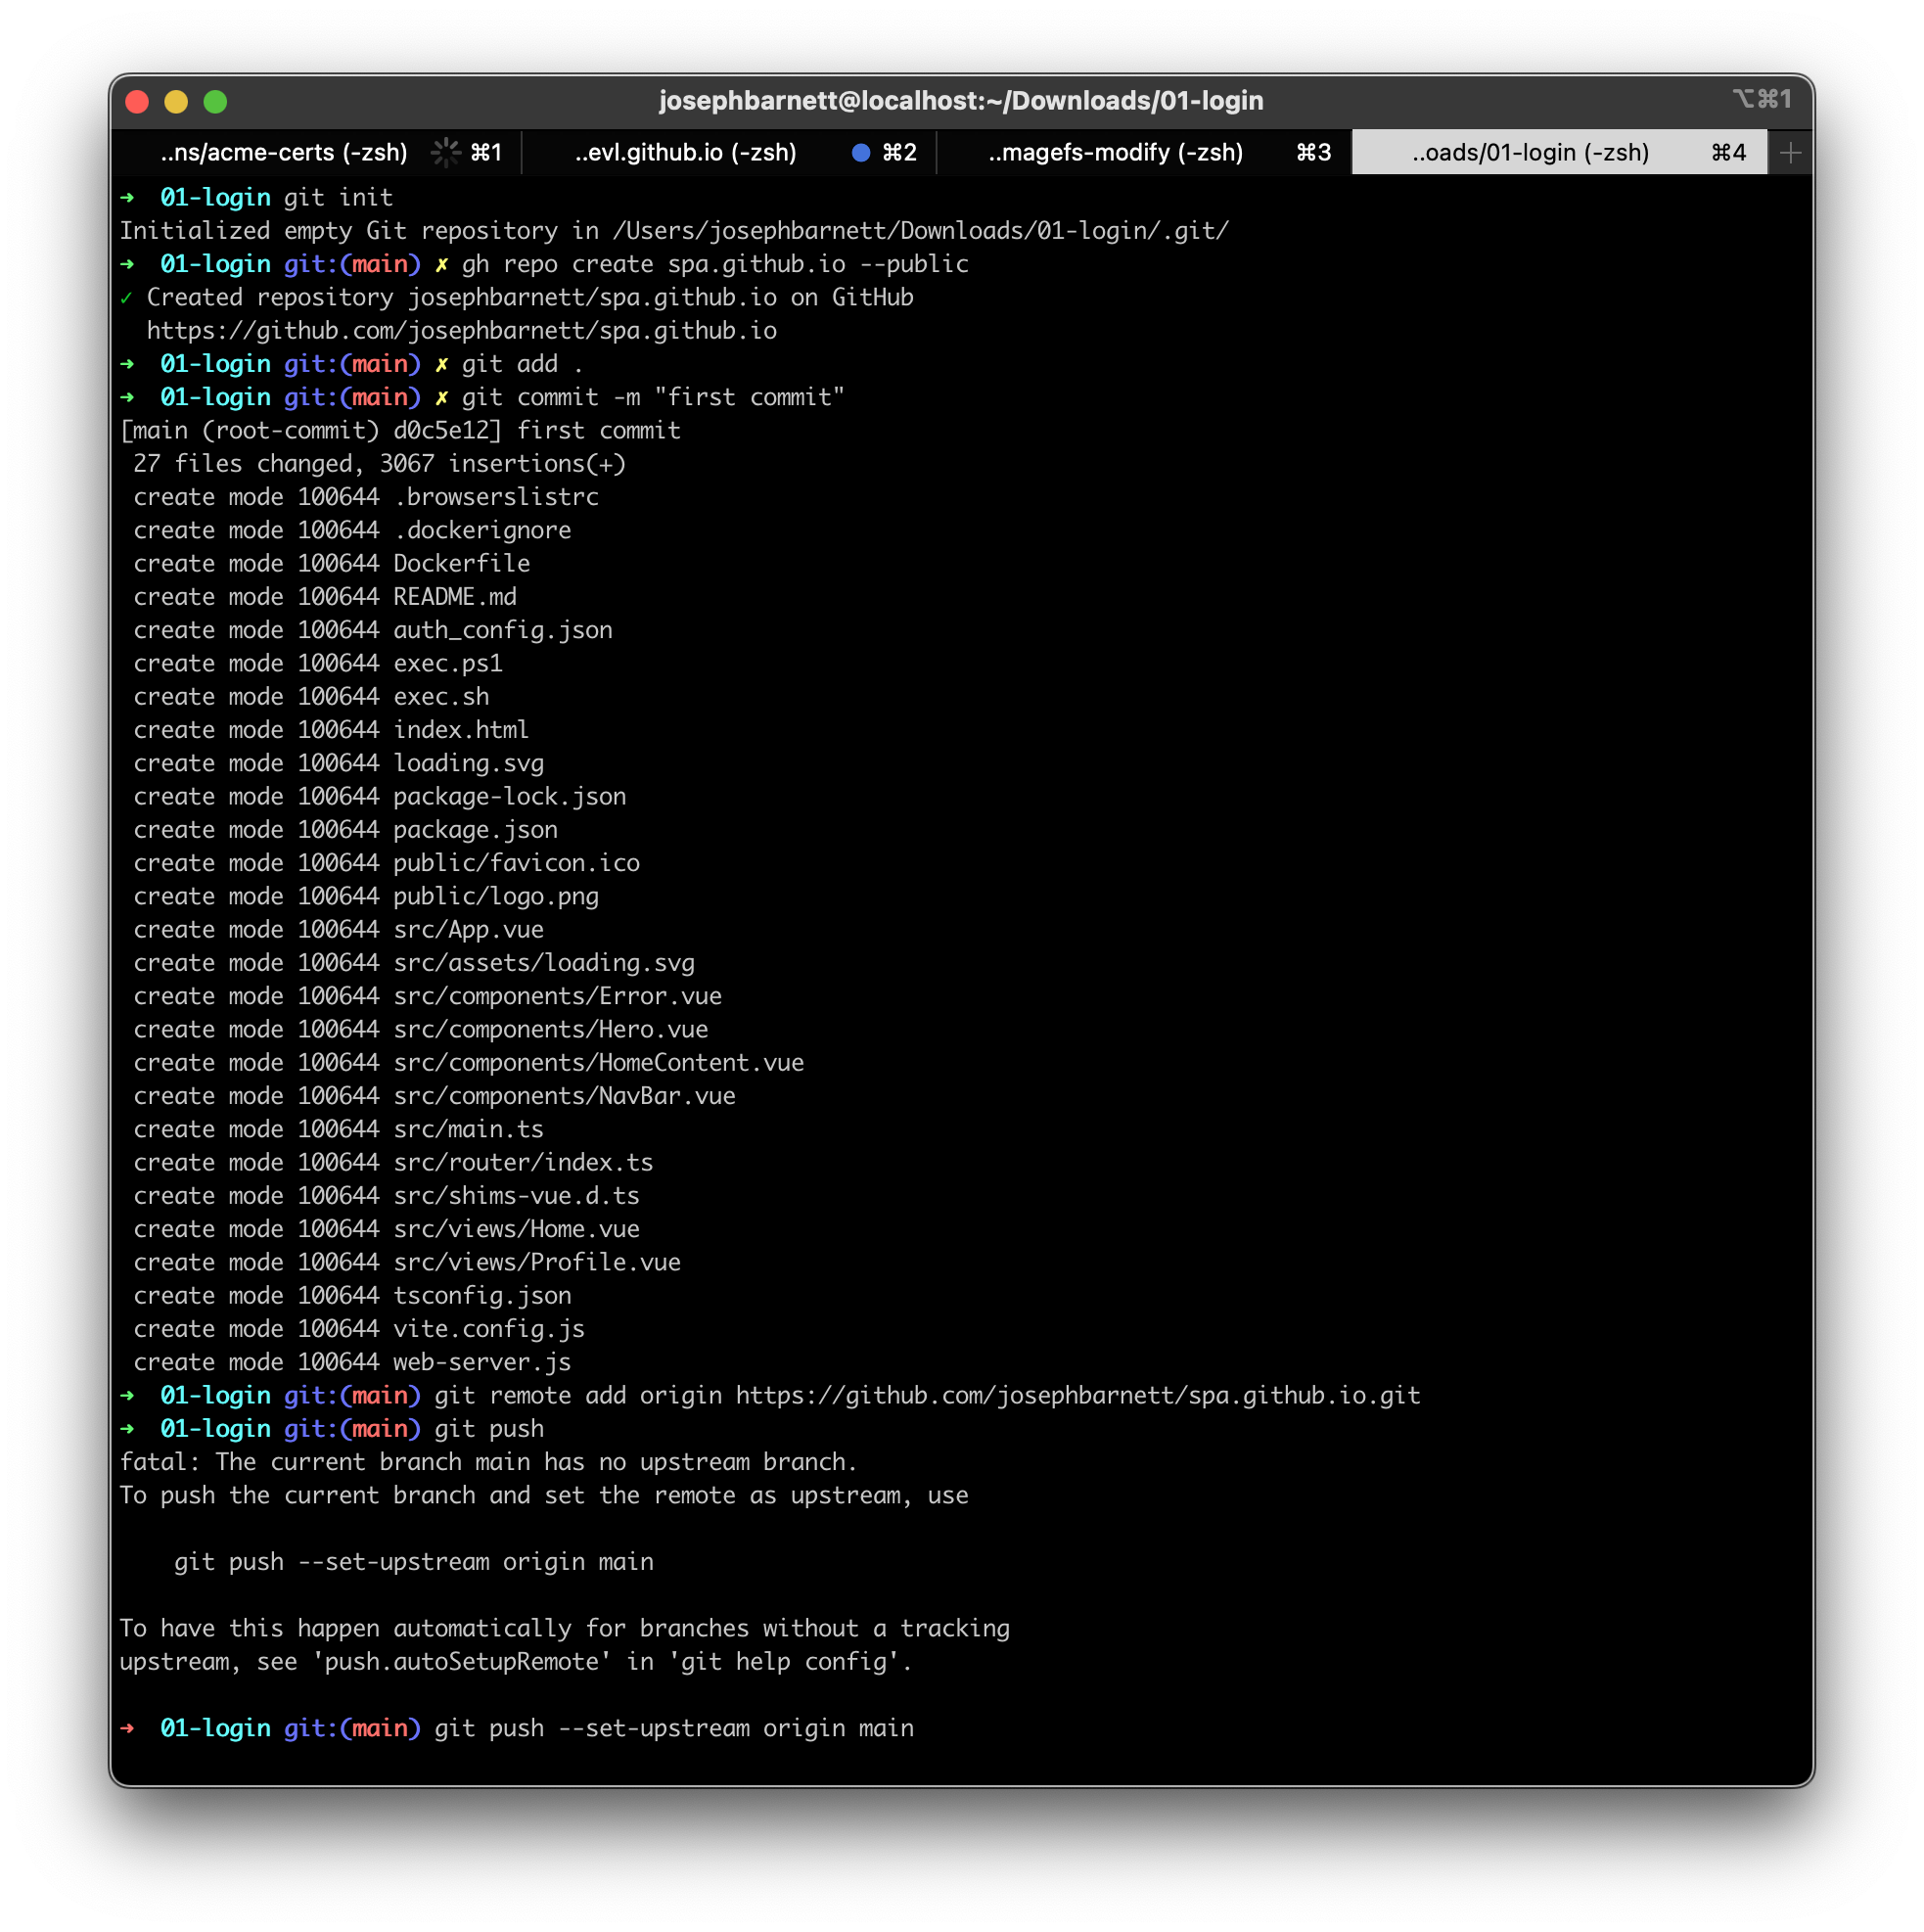 josephbarnett@localhost:~/Downloads/01-login ⌥⌘1
..ns/acme-certs (-zsh) ⌘1 ..evl.github.io (-zsh) ⌘2 ..magefs-modify (-zsh) ⌘3 ..oads/01-login (-zsh) ⌘4 +
➜  01-login git init
Initialized empty Git repository in /Users/josephbarnett/Downloads/01-login/.git/
➜  01-login git:(main) ✗ gh repo create spa.github.io --public
✓ Created repository josephbarnett/spa.github.io on GitHub
  https://github.com/josephbarnett/spa.github.io
➜  01-login git:(main) ✗ git add .
➜  01-login git:(main) ✗ git commit -m "first commit"
[main (root-commit) d0c5e12] first commit
 27 files changed, 3067 insertions(+)
 create mode 100644 .browserslistrc
 create mode 100644 .dockerignore
 create mode 100644 Dockerfile
 create mode 100644 README.md
 create mode 100644 auth_config.json
 create mode 100644 exec.ps1
 create mode 100644 exec.sh
 create mode 100644 index.html
 create mode 100644 loading.svg
 create mode 100644 package-lock.json
 create mode 100644 package.json
 create mode 100644 public/favicon.ico
 create mode 100644 public/logo.png
 create mode 100644 src/App.vue
 create mode 100644 src/assets/loading.svg
 create mode 100644 src/components/Error.vue
 create mode 100644 src/components/Hero.vue
 create mode 100644 src/components/HomeContent.vue
 create mode 100644 src/components/NavBar.vue
 create mode 100644 src/main.ts
 create mode 100644 src/router/index.ts
 create mode 100644 src/shims-vue.d.ts
 create mode 100644 src/views/Home.vue
 create mode 100644 src/views/Profile.vue
 create mode 100644 tsconfig.json
 create mode 100644 vite.config.js
 create mode 100644 web-server.js
➜  01-login git:(main) git remote add origin https://github.com/josephbarnett/spa.github.io.git
➜  01-login git:(main) git push
fatal: The current branch main has no upstream branch.
To push the current branch and set the remote as upstream, use

    git push --set-upstream origin main

To have this happen automatically for branches without a tracking
upstream, see 'push.autoSetupRemote' in 'git help config'.

➜  01-login git:(main) git push --set-upstream origin main